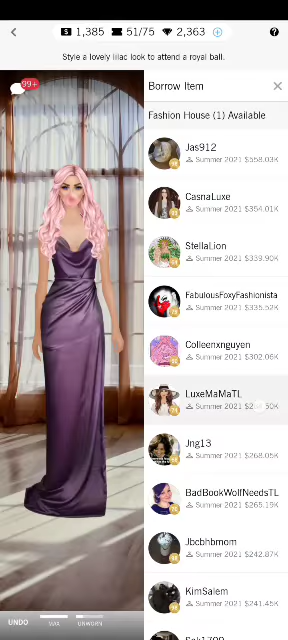 1,385 51/75 2,363
Style a lovely lilac look to attend a royal ball.
99+
Borrow Item
Fashion House (1) Available
Jas912
Summer 2021 $558.03K
CasnaLuxe
Summer 2021 $354.01K
StellaLion
Summer 2021 $339.90K
FabulousFoxyFashionista
Summer 2021 $335.52K
Colleenxnguyen
Summer 2021 $302.06K
LuxeMaMaTL
Summer 2021
Jng13
Summer 2021 $268.05K
BadBookWolfNeedsTL
Summer 2021 $265.19K
Jbcbhbmom
Summer 2021 $242.87K
KimSalem
Summer 2021 $241.45K
UNDO UNWORN